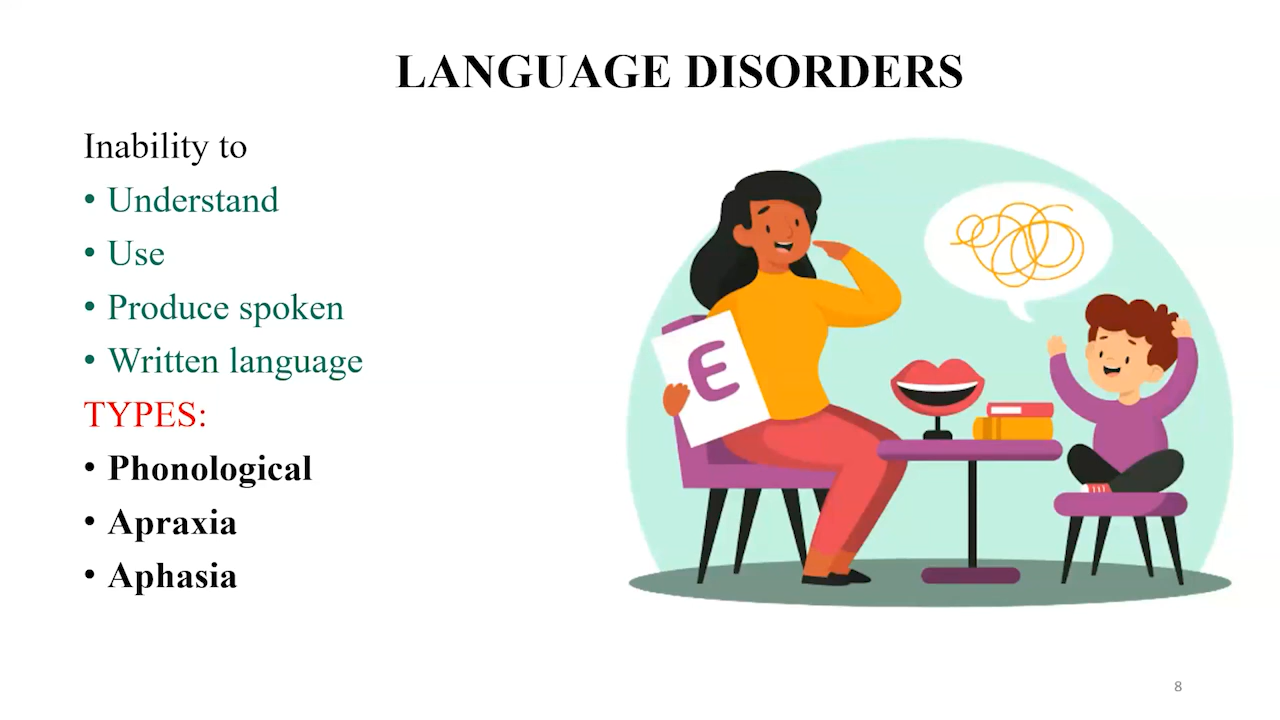 LANGUAGE DISORDERS
Inability to
• Understand
• Use
• Produce spoken
• Written language
TYPES:
• Phonological
• Apraxia
• Aphasia
E
8